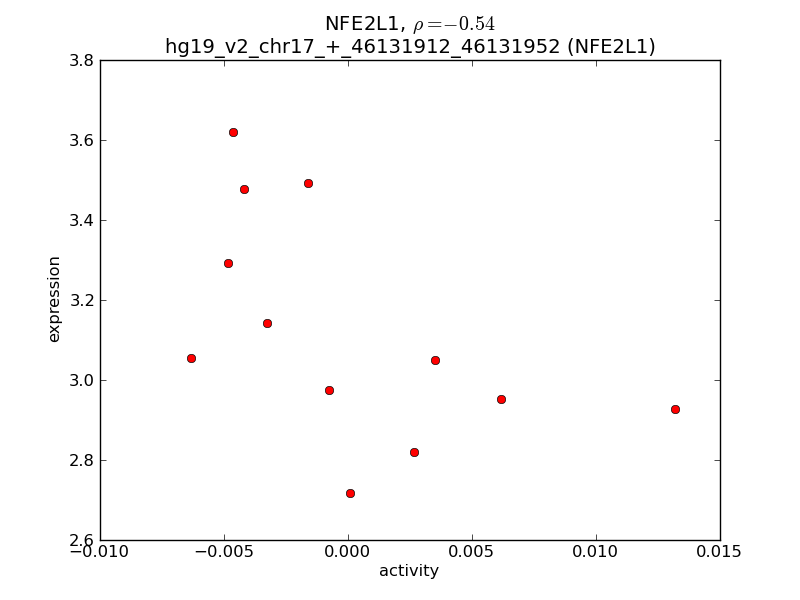 NFE2L1, ρ=−0.54
hg19_v2_chr17_+_46131912_46131952 (NFE2L1)
3.8
3.6
3.4
3.2
3.0
2.8
2.6
expression
−0.010 −0.005 0.000 0.005 0.010 0.015
activity